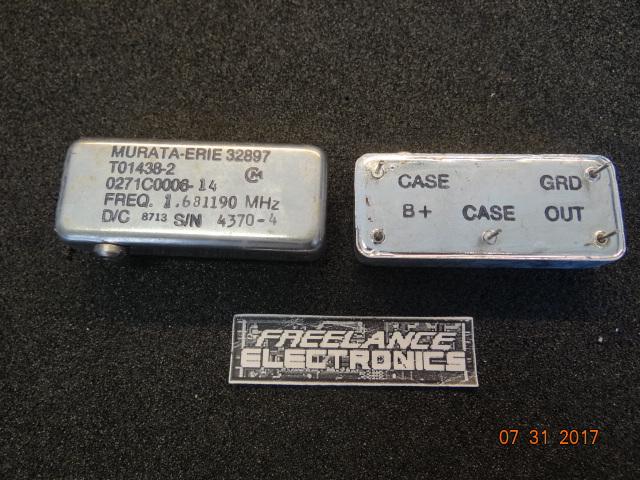 MURATA-ERIE 32897
TO1438-2
0271C0006-14
FREQ. 1.681190 MHz
D/C 8713 S/N 4370-4
CASE GRD
B+ CASE OUT
FREELANCE
ELECTRONICS
07 31 2017